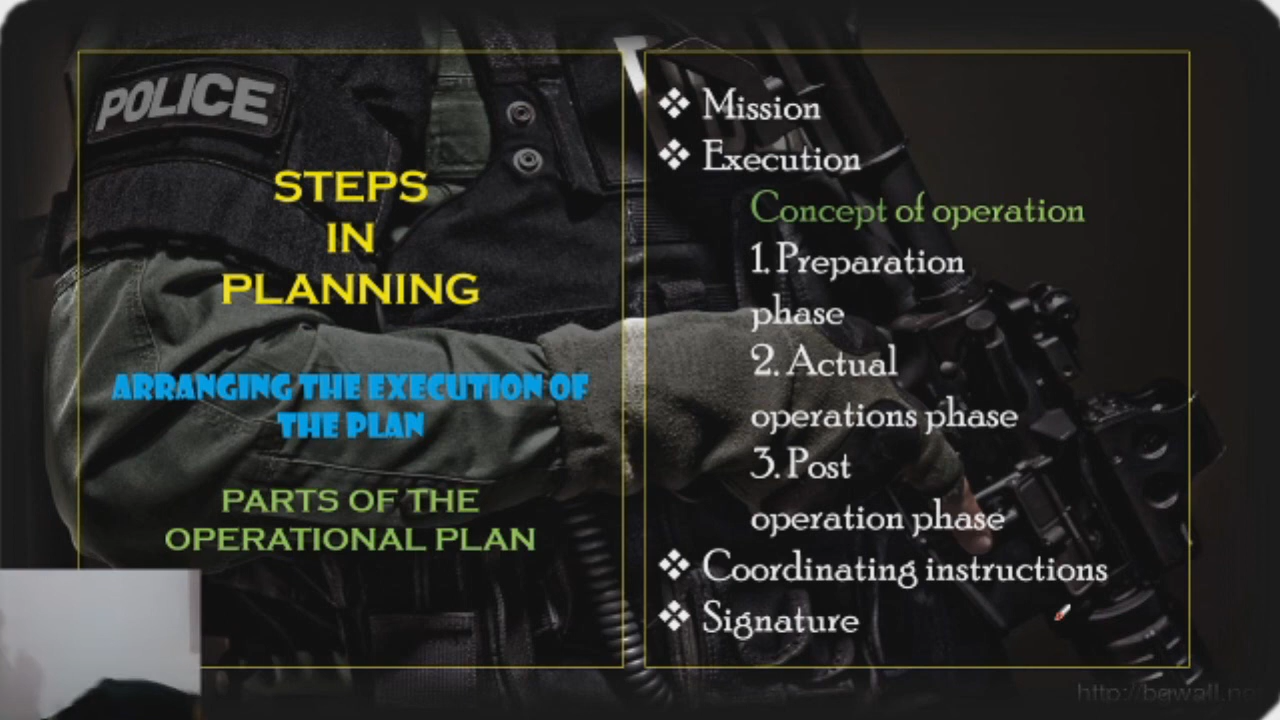 POLICE
STEPS
IN
PLANNING
ARRANGING THE EXECUTION OF
THE PLAN
PARTS OF THE
OPERATIONAL PLAN
❖ Mission
❖ Execution
Concept of operation
1. Preparation
phase
2. Actual
operations phase
3. Post
operation phase
❖ Coordinating instructions
❖ Signature